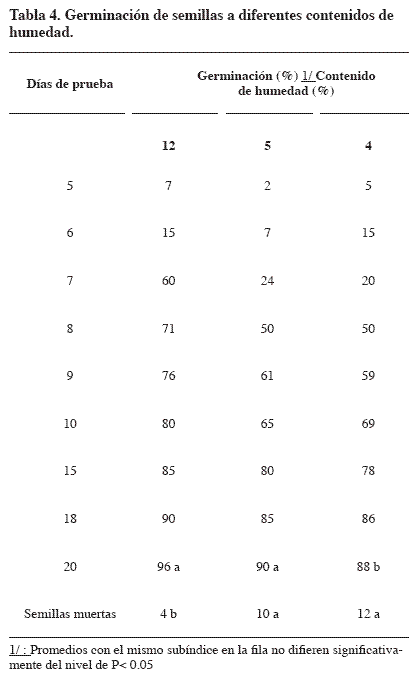 Tabla 4. Germinación de semillas a diferentes contenidos de
humedad.
Días de prueba Germinación (%) 1/ Contenido
de humedad (%)
12 5 4
5 7 2 5
6 15 7 15
7 60 24 20
8 71 50 50
9 76 61 59
10 80 65 69
15 85 80 78
18 90 85 86
20 96 a 90 a 88 b
Semillas muertas 4 b 10 a 12 a
1/ : Promedios con el mismo subíndice en la fila no difieren significativa-
mente del nivel de P< 0.05